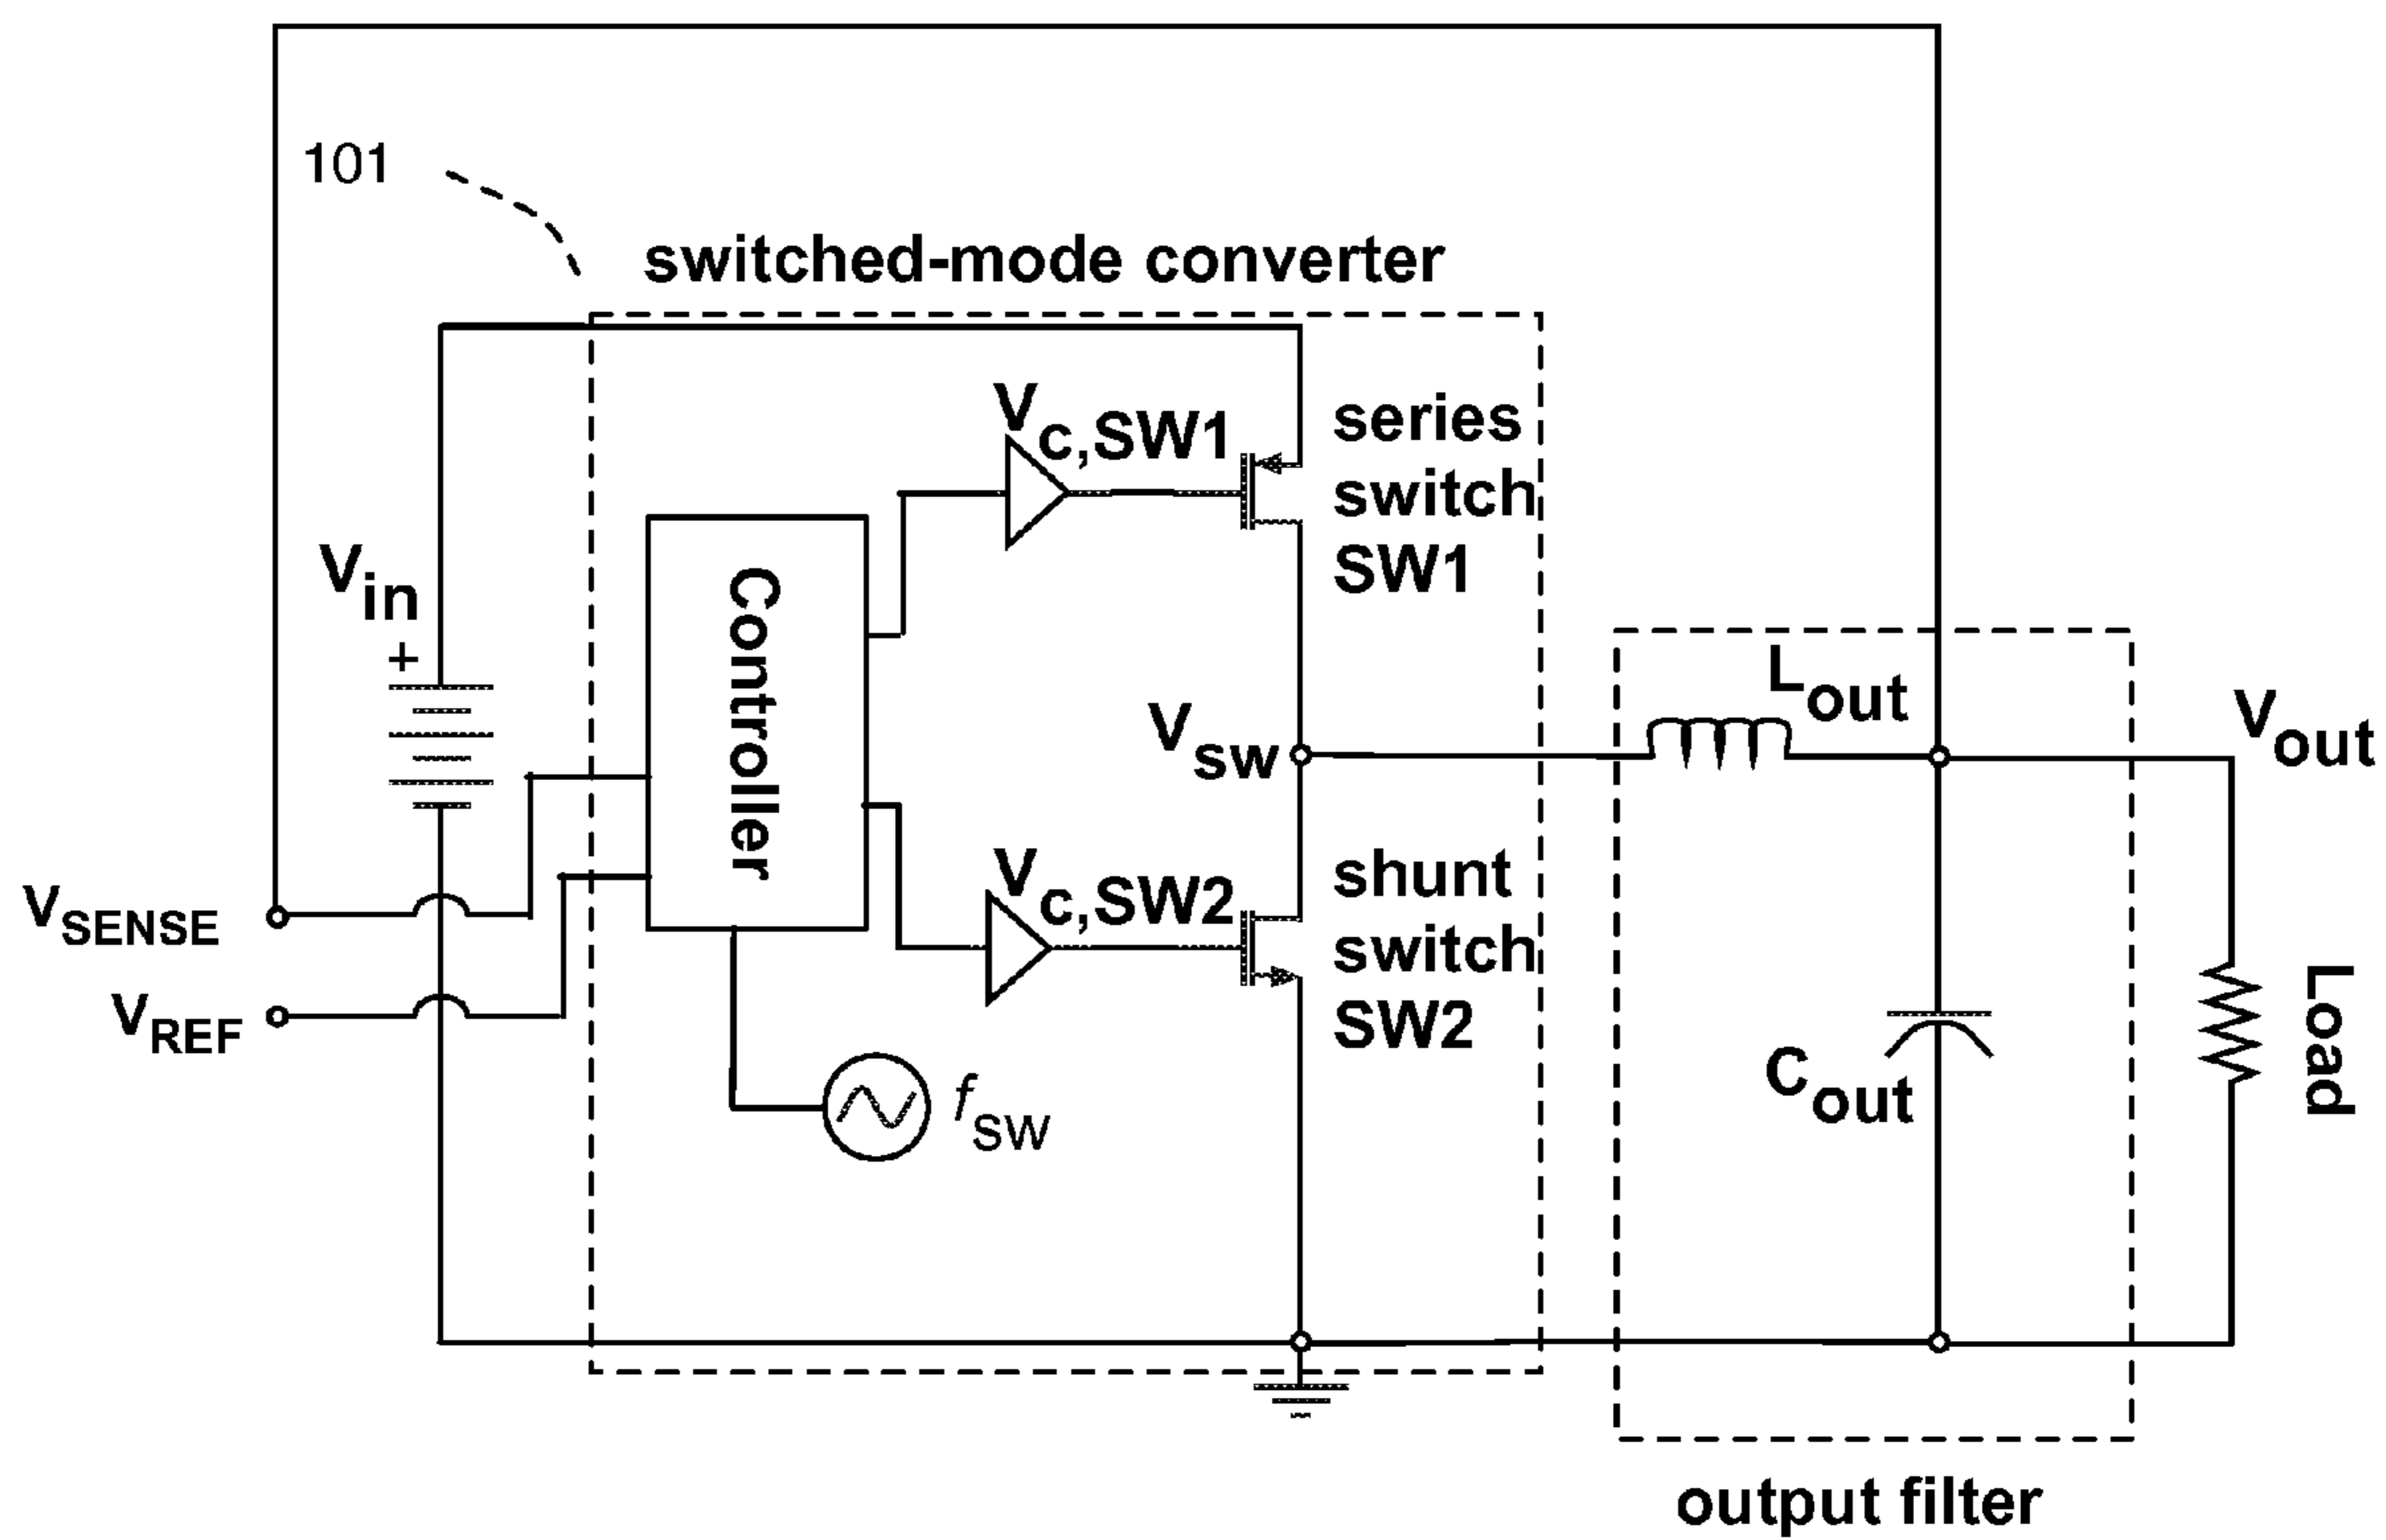 101
switched-mode converter
Vc,SW1
series
switch
SW1
Vin
+
Controller
Lout
Vsw
Vout
Vc,SW2
shunt
switch
SW2
VSENSE
VREF
Load
Cout
fsw
output filter